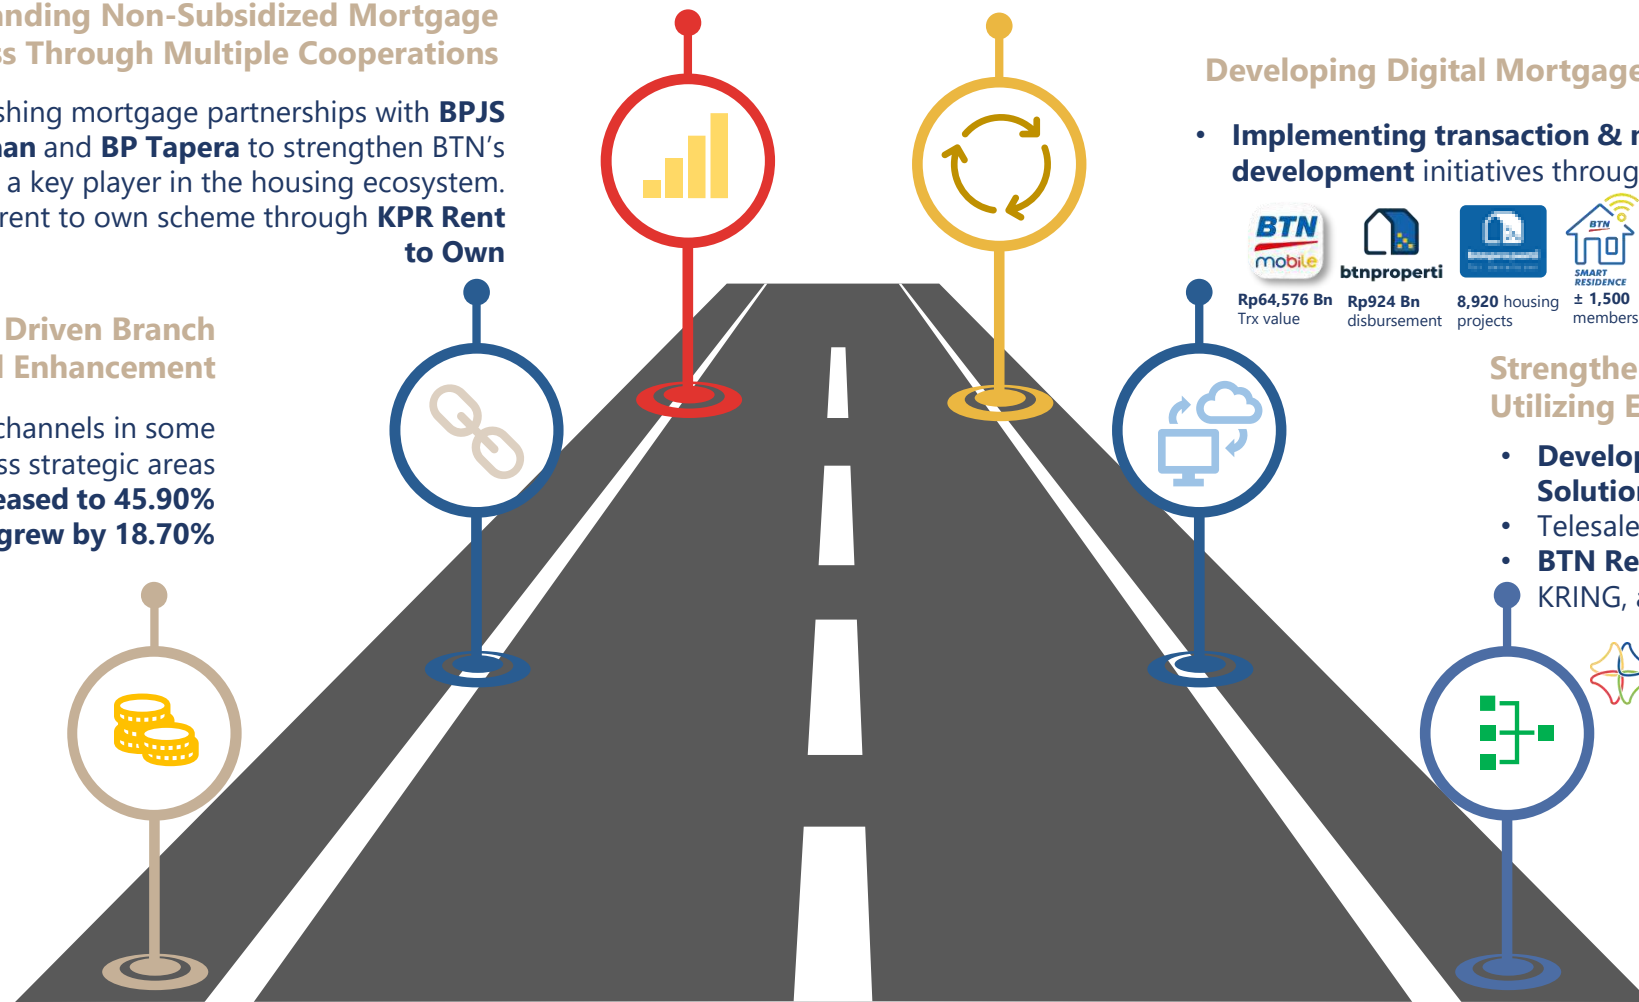 anding Non-Subsidized Mortgage
ss Through Multiple Cooperations
shing mortgage partnerships with BPJS
nan and BP Tapera to strengthen BTN's
a key player in the housing ecosystem.
rent to own scheme through KPR Rent
to Own
Driven Branch
l Enhancement
channels in some
ss strategic areas
eased to 45.90%
grew by 18.70%
Developing Digital Mortgage
• Implementing transaction & n
development initiatives throug
BTN
mobile
btnproperti
BTN
SMART
RESIDENCE
Rp64,576 Bn
Trx value
Rp924 Bn
disbursement
8,920 housing
projects
± 1,500
members
Strengthe
Utilizing E
• Develop
Solution
• Telesale
• BTN Re
KRING, a